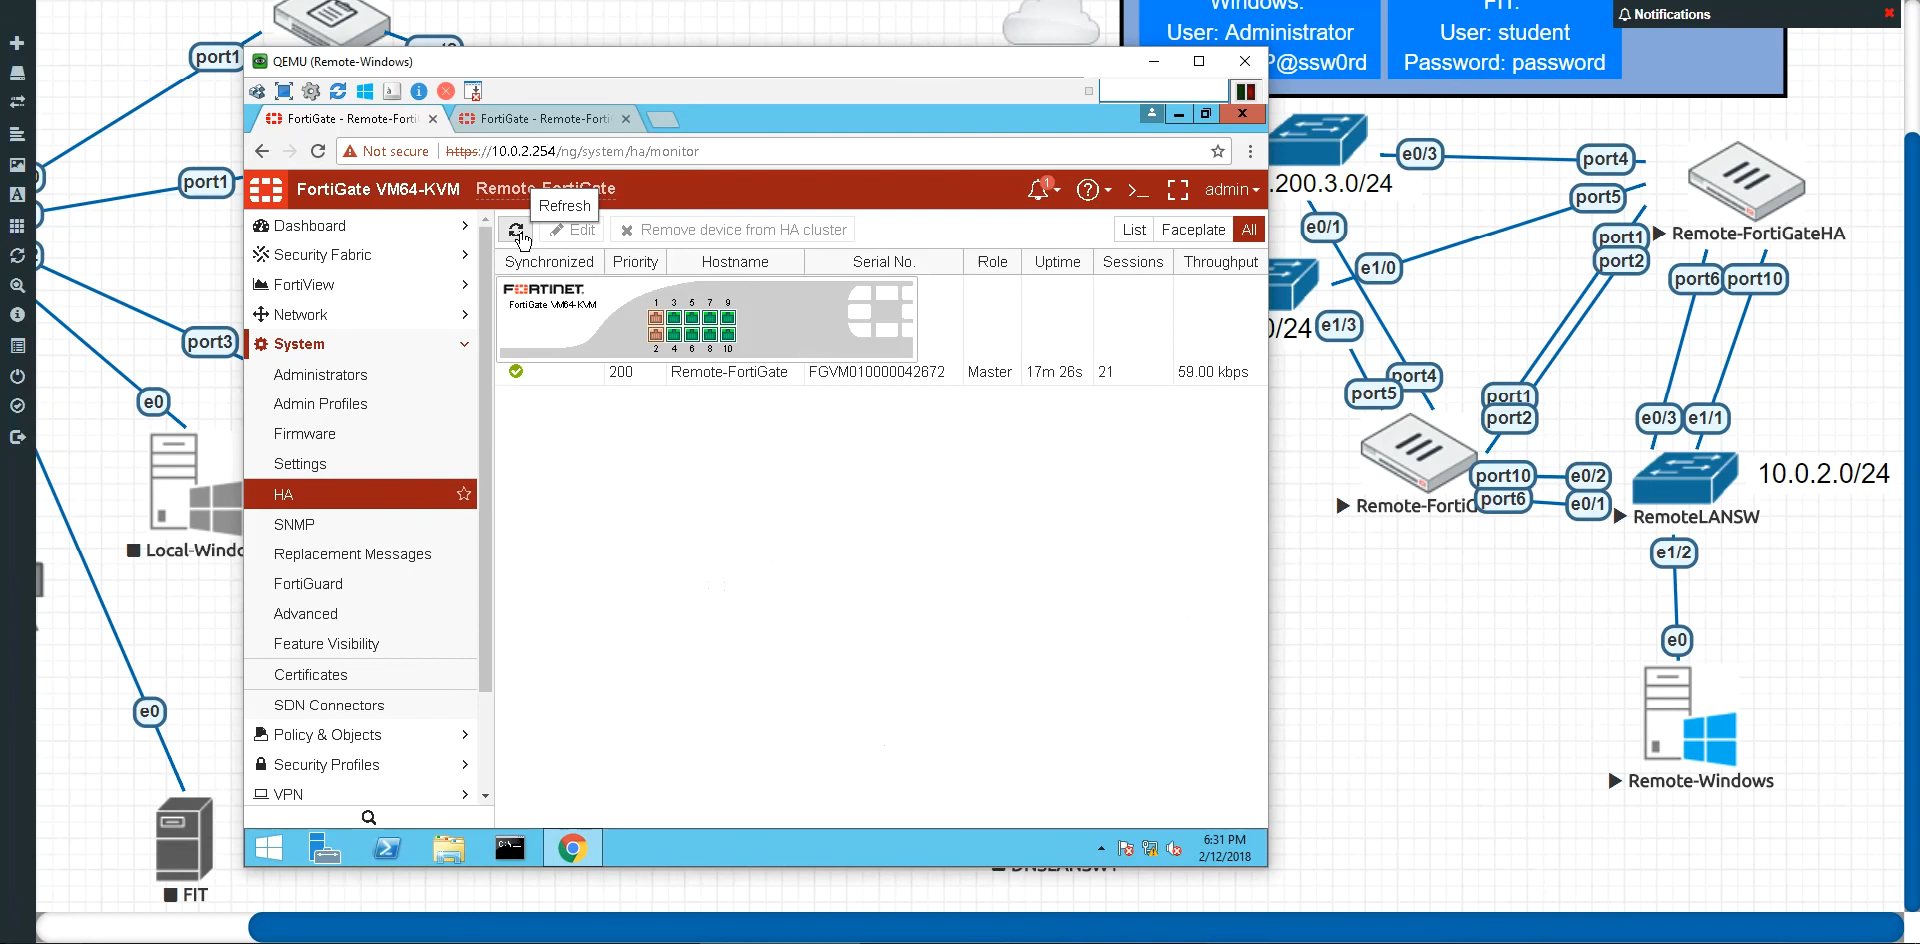 Windows:
User: Administrator
P@ssw0rd
FIT:
User: student
Password: password
Notifications
port1
QEMU (Remote-Windows)
FortiGate - Remote-Forti
FortiGate - Remote-Forti
Not secure
https://10.0.2.254/ng/system/ha/monitor
FortiGate VM64-KVM
Remote-FortiGate
Refresh
1
>_
admin
Edit
Remove device from HA cluster
List
Faceplate
All
Synchronized
Priority
Hostname
Serial No.
Role
Uptime
Sessions
Throughput
FORTINET.
FortiGate VM64-KVM
1 3 5 7 9
2 4 6 8 10
200
Remote-FortiGate
FGVM010000042672
Master
17m 26s
21
59.00 kbps
Dashboard
Security Fabric
FortiView
Network
System
Administrators
Admin Profiles
Firmware
Settings
HA
SNMP
Replacement Messages
FortiGuard
Advanced
Feature Visibility
Certificates
SDN Connectors
Policy & Objects
Security Profiles
VPN
6:31 PM
2/12/2018
port1
port3
e0
Local-Windo
e0
FIT
.200.3.0/24
e0/3
port4
port5
e0/1
port1
port2
Remote-FortiGateHA
e1/0
port6
port10
)/24
e1/3
port4
port5
port1
port2
e0/3
e1/1
port10
e0/2
port6
e0/1
Remote-FortiG
10.0.2.0/24
RemoteLANSW
e1/2
e0
Remote-Windows